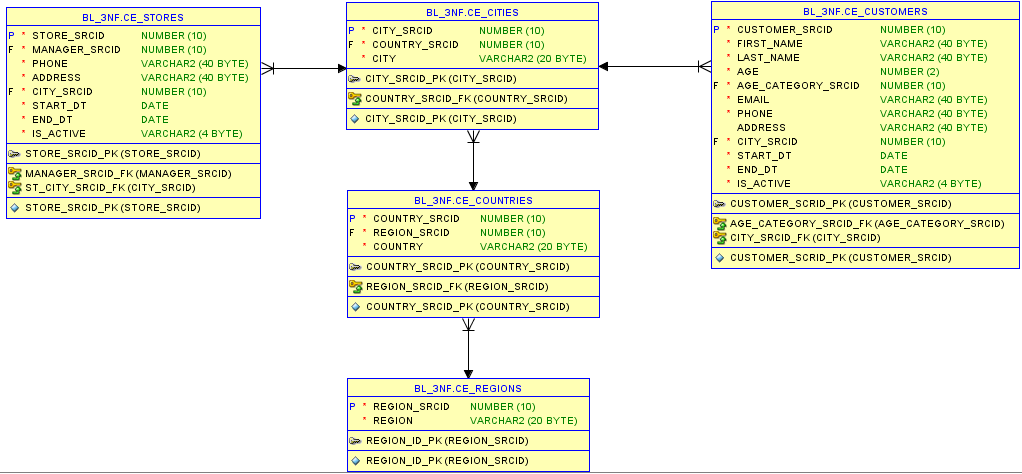 BL_3NF.CE_STORES
P * STORE_SRCID NUMBER (10)
F * MANAGER_SRCID NUMBER (10)
* PHONE VARCHAR2 (40 BYTE)
* ADDRESS VARCHAR2 (40 BYTE)
F * CITY_SRCID NUMBER (10)
* START_DT DATE
* END_DT DATE
* IS_ACTIVE VARCHAR2 (4 BYTE)
STORE_SRCID_PK (STORE_SRCID)
MANAGER_SRCID_FK (MANAGER_SRCID)
ST_CITY_SRCID_FK (CITY_SRCID)
STORE_SRCID_PK (STORE_SRCID)
BL_3NF.CE_CITIES
P * CITY_SRCID NUMBER (10)
F * COUNTRY_SRCID NUMBER (10)
* CITY VARCHAR2 (20 BYTE)
CITY_SRCID_PK (CITY_SRCID)
COUNTRY_SRCID_FK (COUNTRY_SRCID)
CITY_SRCID_PK (CITY_SRCID)
BL_3NF.CE_CUSTOMERS
P * CUSTOMER_SRCID NUMBER (10)
* FIRST_NAME VARCHAR2 (40 BYTE)
* LAST_NAME VARCHAR2 (40 BYTE)
* AGE NUMBER (2)
F * AGE_CATEGORY_SRCID NUMBER (10)
* EMAIL VARCHAR2 (40 BYTE)
* PHONE VARCHAR2 (40 BYTE)
ADDRESS VARCHAR2 (40 BYTE)
F * CITY_SRCID NUMBER (10)
* START_DT DATE
* END_DT DATE
* IS_ACTIVE VARCHAR2 (4 BYTE)
CUSTOMER_SCRID_PK (CUSTOMER_SRCID)
AGE_CATEGORY_SRCID_FK (AGE_CATEGORY_SRCID)
CITY_SRCID_FK (CITY_SRCID)
CUSTOMER_SCRID_PK (CUSTOMER_SRCID)
BL_3NF.CE_COUNTRIES
P * COUNTRY_SRCID NUMBER (10)
F * REGION_SRCID NUMBER (10)
* COUNTRY VARCHAR2 (20 BYTE)
COUNTRY_SRCID_PK (COUNTRY_SRCID)
REGION_SRCID_FK (REGION_SRCID)
COUNTRY_SRCID_PK (COUNTRY_SRCID)
BL_3NF.CE_REGIONS
P * REGION_SRCID NUMBER (10)
* REGION VARCHAR2 (20 BYTE)
REGION_ID_PK (REGION_SRCID)
REGION_ID_PK (REGION_SRCID)